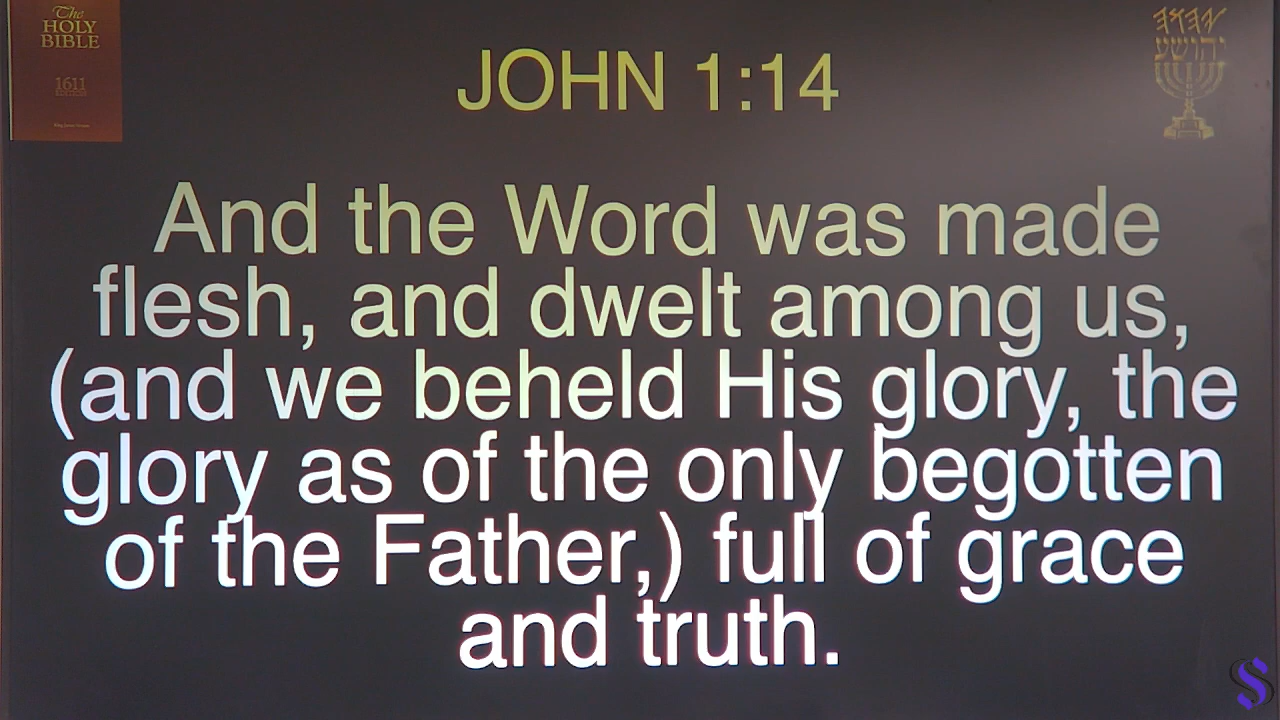 The
HOLY
BIBLE
1611
JOHN 1:14
יהושע
And the Word was made
flesh, and dwelt among us,
(and we beheld His glory, the
glory as of the only begotten
of the Father,) full of grace
and truth.
S